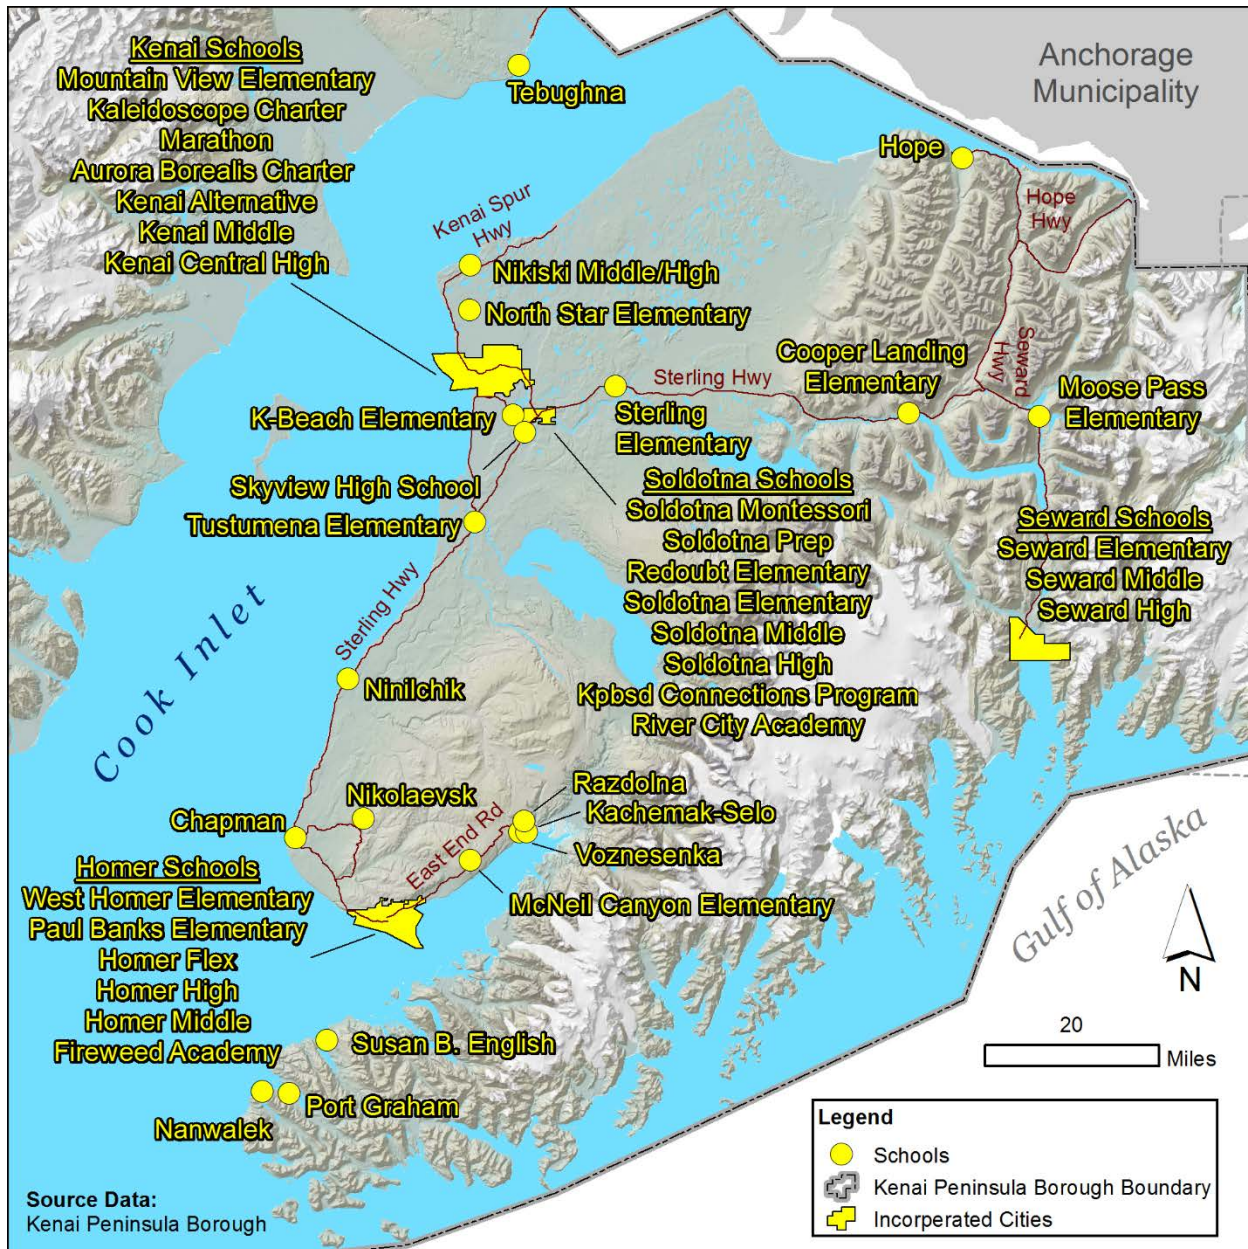 Kenai Schools
Mountain View Elementary
Kaleidoscope Charter
Marathon
Aurora Borealis Charter
Kenai Alternative
Kenai Middle
Kenai Central High
Tebughna
Anchorage
Municipality
Hope
Hope
Hwy
Kenai Spur
Hwy
Nikiski Middle/High
North Star Elementary
Cooper Landing
Elementary
Seward
Hwy
Moose Pass
Elementary
Sterling Hwy
K-Beach Elementary
Sterling
Elementary
Skyview High School
Tustumena Elementary
Soldotna Schools
Soldotna Montessori
Soldotna Prep
Redoubt Elementary
Soldotna Elementary
Soldotna Middle
Soldotna High
Kpbsd Connections Program
River City Academy
Seward Schools
Seward Elementary
Seward Middle
Seward High
Cook Inlet
Sterling Hwy
Ninilchik
Nikolaevsk
Chapman
Razdolna
Kachemak-Selo
Voznesenka
East End Rd
McNeil Canyon Elementary
Homer Schools
West Homer Elementary
Paul Banks Elementary
Homer Flex
Homer High
Homer Middle
Fireweed Academy
Susan B. English
Port Graham
Nanwalek
Gulf of Alaska
N
20
Miles
Legend
Schools
Kenai Peninsula Borough Boundary
Incorperated Cities
Source Data:
Kenai Peninsula Borough